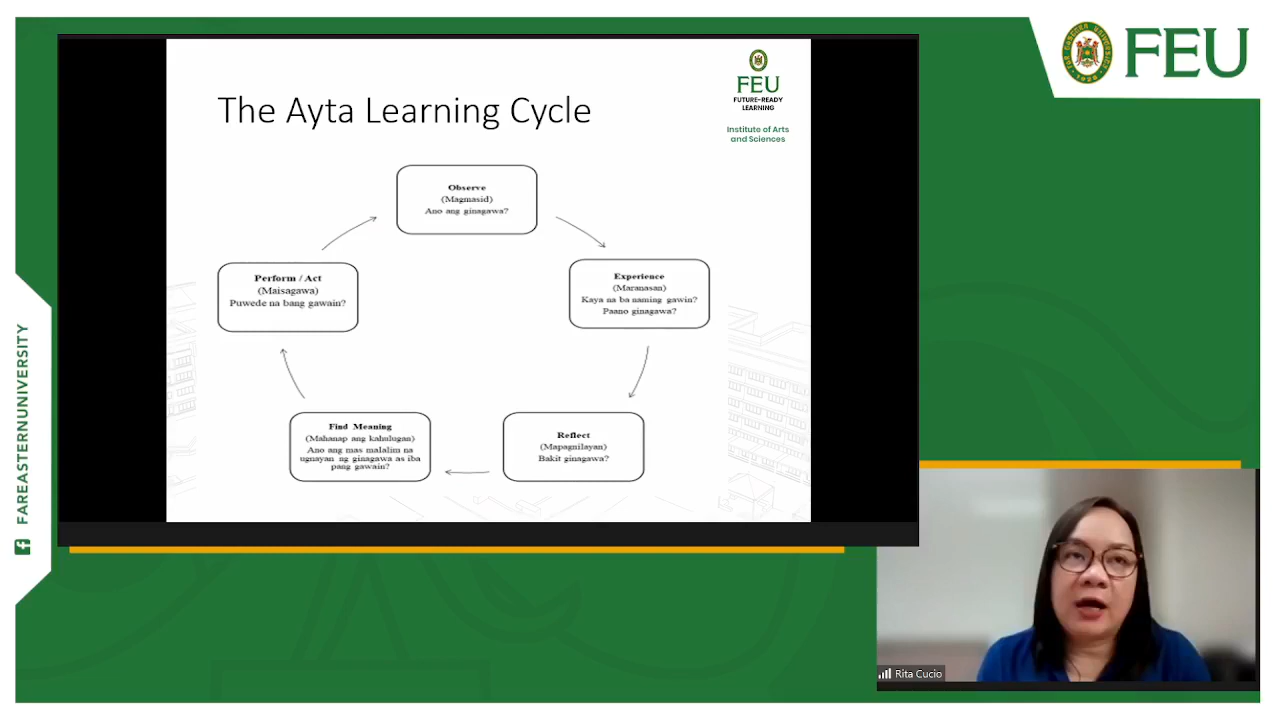 FEU
FEU
FUTURE-READY
LEARNING
Institute of Arts
and Sciences
The Ayta Learning Cycle
Observe
(Magmasid)
Ano ang ginagawa?
Experience
(Maranasan)
Kaya na ba naming gawin?
Paano ginagawa?
Reflect
(Mapagnilayan)
Bakit ginagawa?
Find Meaning
(Mahanap ang kahulugan)
Ano ang mas malalim na
ugnayan ng ginagawa as iba
pang gawain?
Perform / Act
(Maisagawa)
Puwede na bang gawain?
FAREASTERNUNIVERSITY
Rita Cucio